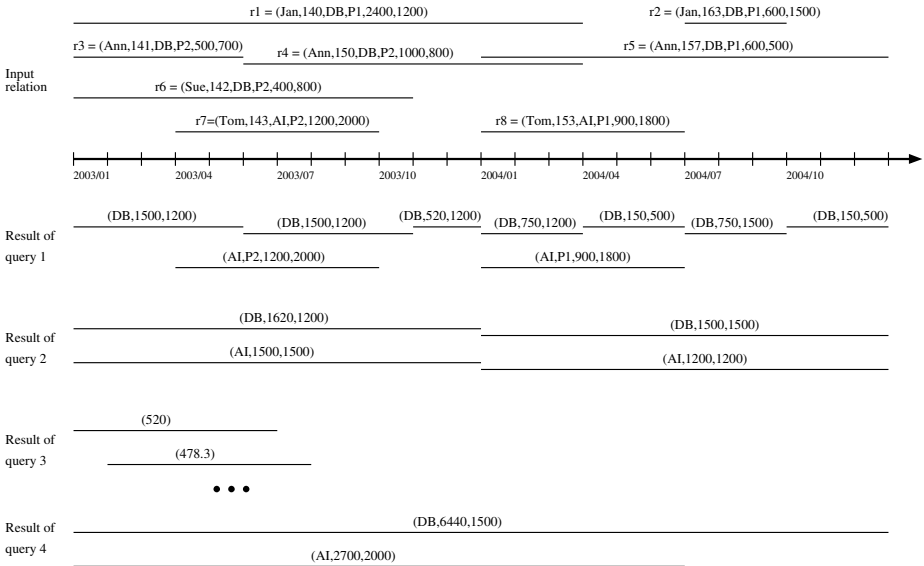 r1 = (Jan,140,DB,P1,2400,1200)
r2 = (Jan,163,DB,P1,600,1500)
r3 = (Ann,141,DB,P2,500,700)
r4 = (Ann,150,DB,P2,1000,800)
r5 = (Ann,157,DB,P1,600,500)
Input
relation
r6 = (Sue,142,DB,P2,400,800)
r7=(Tom,143,AI,P2,1200,2000)
r8 = (Tom,153,AI,P1,900,1800)
2003/01 2003/04 2003/07 2003/10 2004/01 2004/04 2004/07 2004/10
(DB,1500,1200)
(DB,1500,1200)
(DB,520,1200)
(DB,750,1200)
(DB,150,500)
(DB,750,1500)
(DB,150,500)
Result of
query 1
(AI,P2,1200,2000)
(AI,P1,900,1800)
(DB,1620,1200)
(DB,1500,1500)
Result of
query 2
(AI,1500,1500)
(AI,1200,1200)
(520)
Result of
query 3
(478.3)
(DB,6440,1500)
Result of
query 4
(AI,2700,2000)